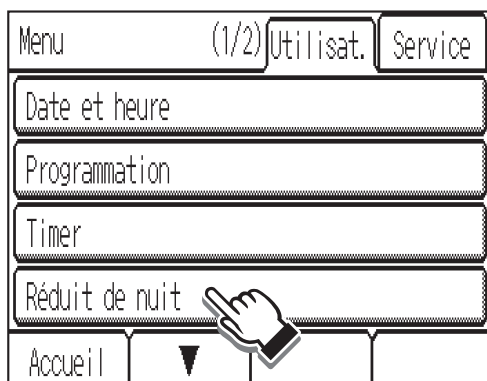 Menu (1/2) Utilisat. Service
Date et heure
Programmation
Timer
Réduit de nuit
Accueil ▼